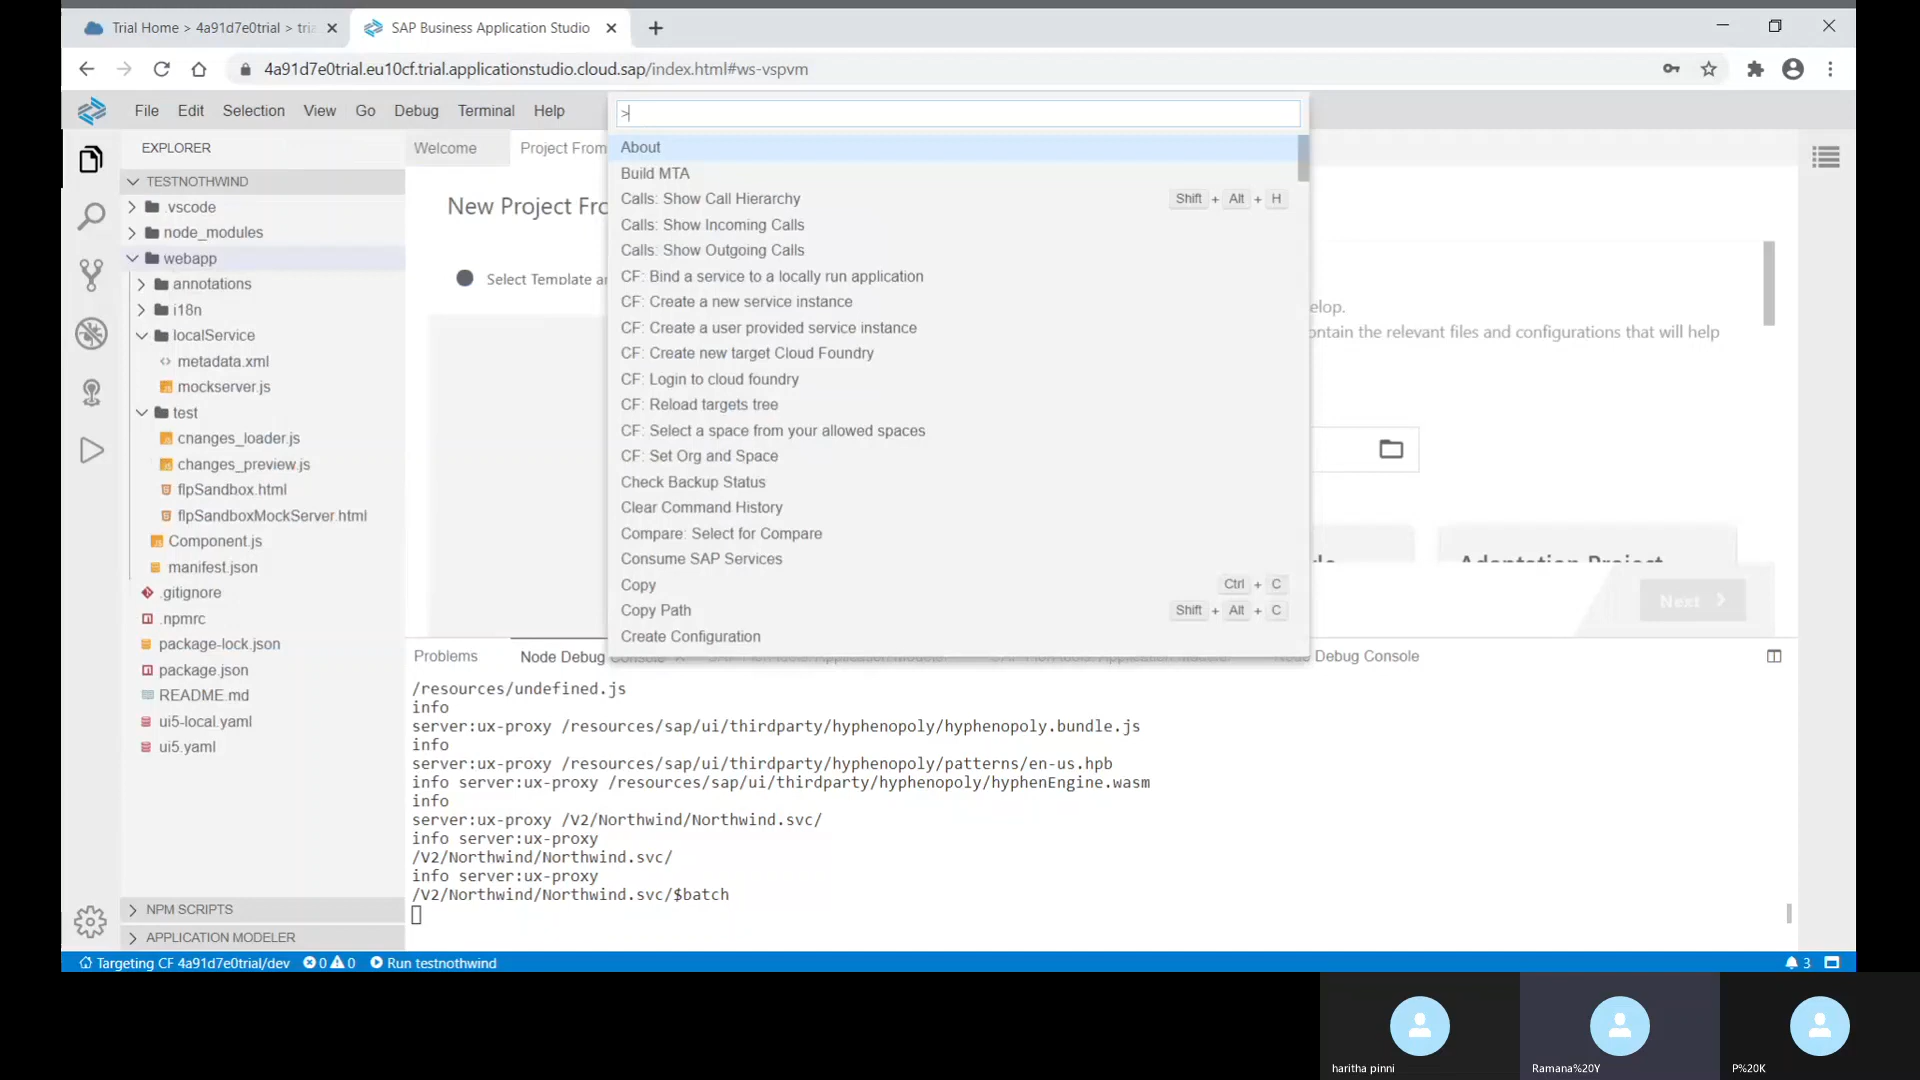 Trial Home > 4a91d7e0trial > tria
SAP Business Application Studio
4a91d7e0trial.eu10cf.trial.applicationstudio.cloud.sap/index.html#ws-vspvm
File Edit Selection View Go Debug Terminal Help
>
EXPLORER
TESTNOTHWIND
.vscode
node_modules
webapp
annotations
i18n
localService
metadata.xml
mockserver.js
test
cnanges_loader.js
changes_preview.js
flpSandbox.html
flpSandboxMockServer.html
Component.js
manifest.json
.gitignore
.npmrc
package-lock.json
package.json
README.md
ui5-local.yaml
ui5.yaml
NPM SCRIPTS
APPLICATION MODELER
Welcome
Project From
New Project Fro
Select Template an
About
Build MTA
Calls: Show Call Hierarchy Shift + Alt + H
Calls: Show Incoming Calls
Calls: Show Outgoing Calls
CF: Bind a service to a locally run application
CF: Create a new service instance
CF: Create a user provided service instance
CF: Create new target Cloud Foundry
CF: Login to cloud foundry
CF: Reload targets tree
CF: Select a space from your allowed spaces
CF: Set Org and Space
Check Backup Status
Clear Command History
Compare: Select for Compare
Consume SAP Services
Copy Ctrl + C
Copy Path Shift + Alt + C
Create Configuration
elop.
ontain the relevant files and configurations that will help
Adaptation Project
Next
Problems
Node Debug Console
Debug Console
/resources/undefined.js
info
server:ux-proxy /resources/sap/ui/thirdparty/hyphenopoly/hyphenopoly.bundle.js
info
server:ux-proxy /resources/sap/ui/thirdparty/hyphenopoly/patterns/en-us.hpb
info server:ux-proxy /resources/sap/ui/thirdparty/hyphenopoly/hyphenEngine.wasm
info
server:ux-proxy /V2/Northwind/Northwind.svc/
info server:ux-proxy
/V2/Northwind/Northwind.svc/
info server:ux-proxy
/V2/Northwind/Northwind.svc/$batch
Targeting CF 4a91d7e0trial/dev 0 0 Run testnothwind
3
haritha pinni
Ramana%20Y
P%20K